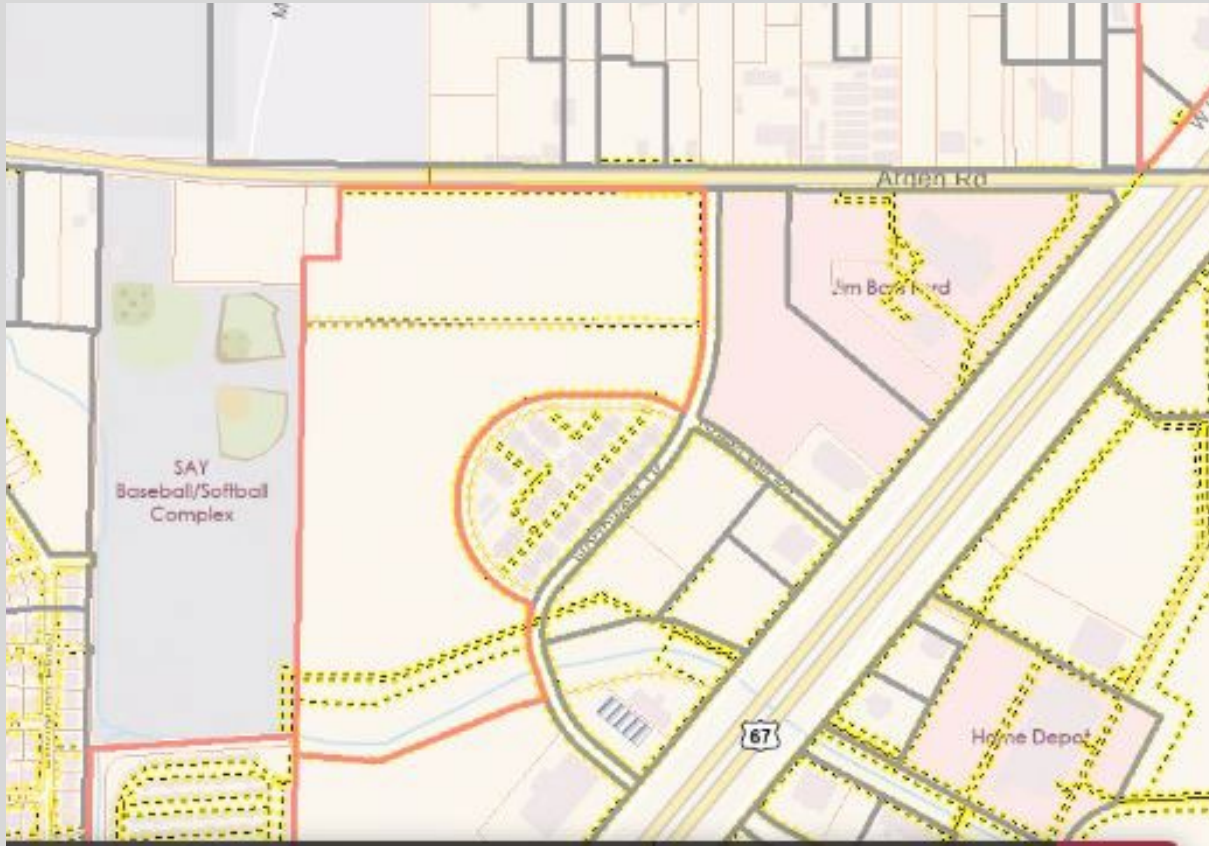 M
W
Arden Rd
Jim Bass Ford
SAY
Baseball/Softball
Complex
67
Home Depot